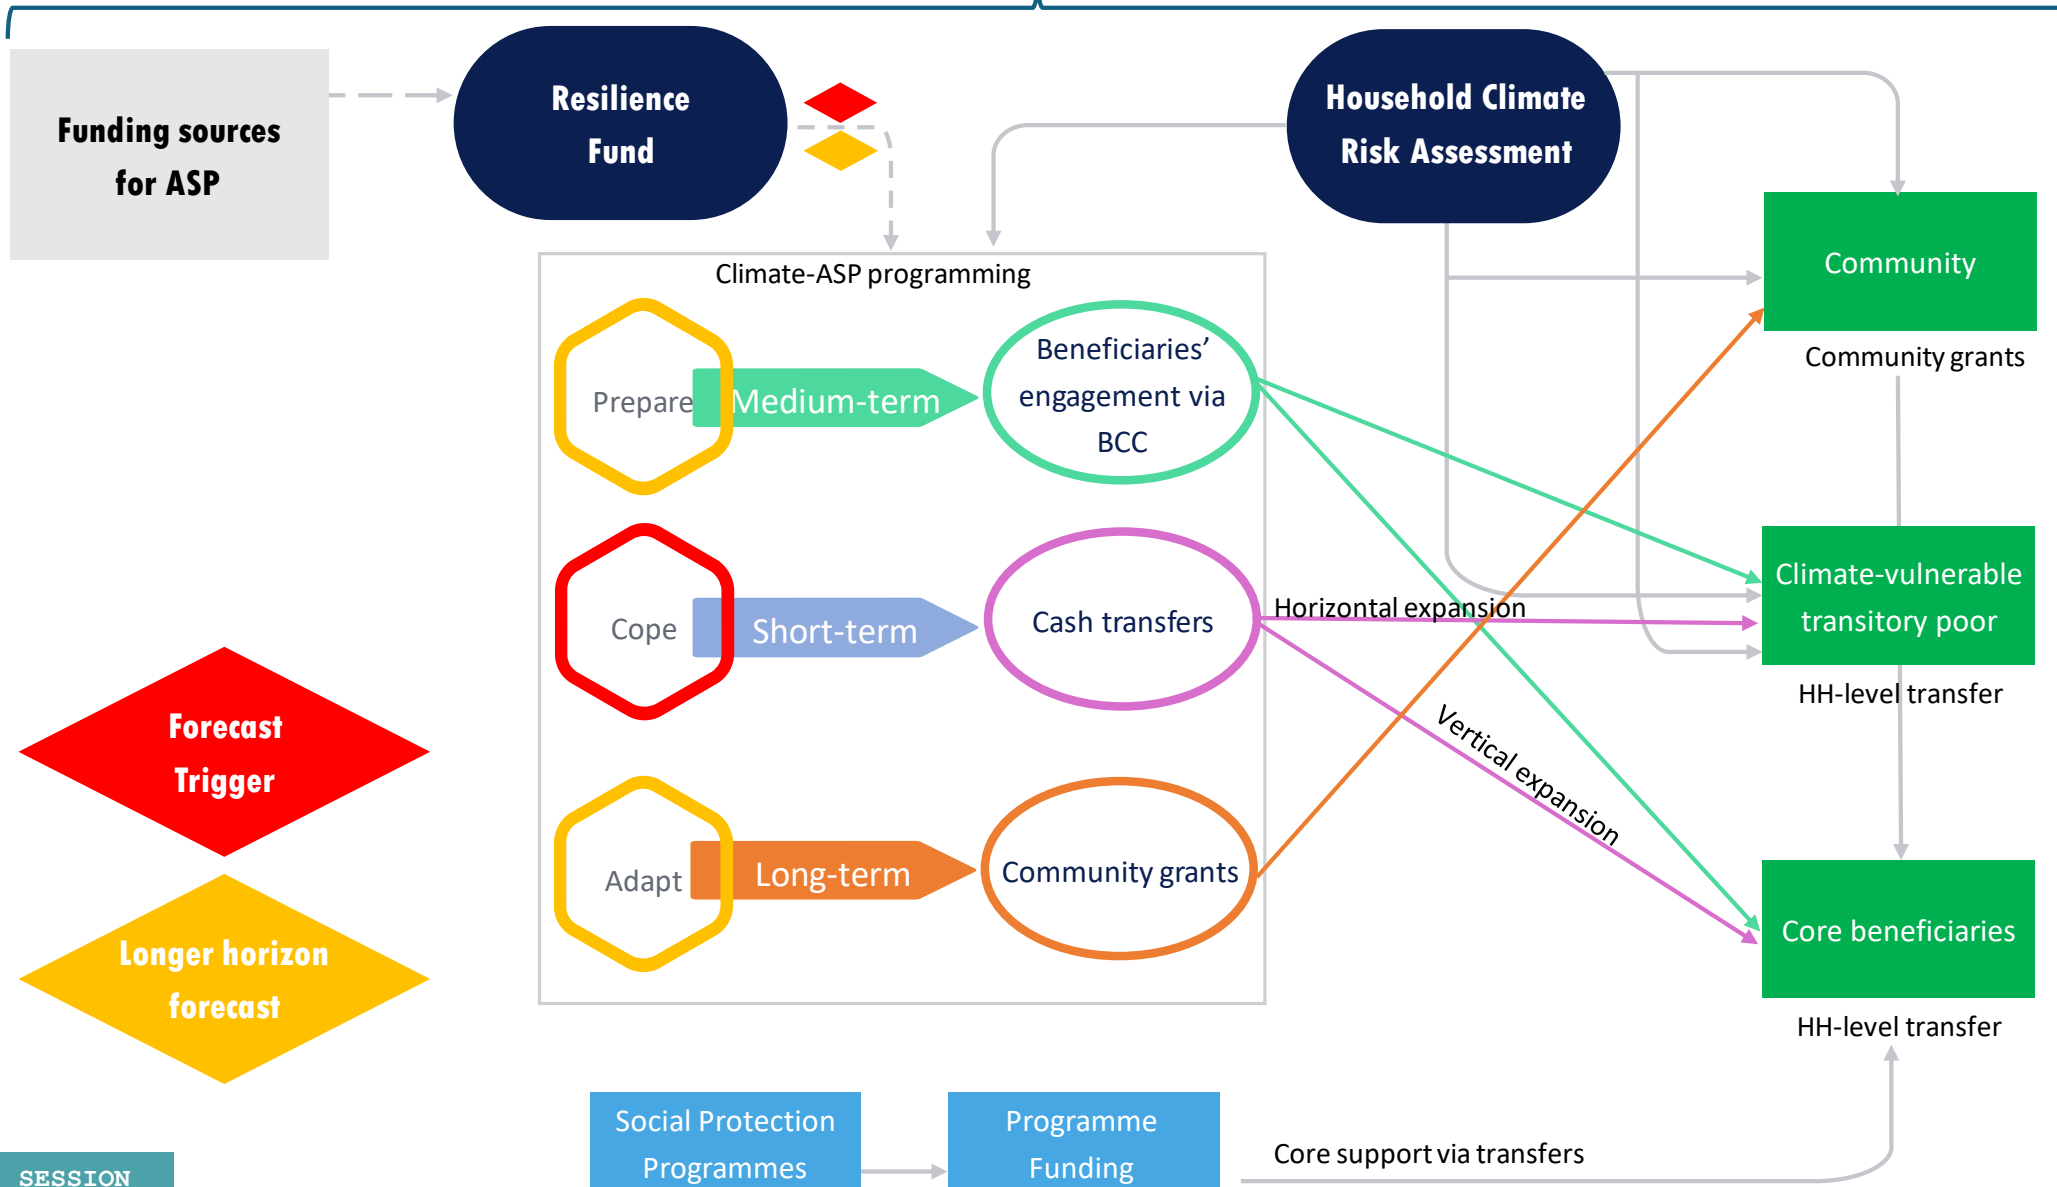 Funding sources
for ASP
Resilience
Fund
Household Climate
Risk Assessment
Community
Community grants
Climate-ASP programming
Prepare
Medium-term
Beneficiaries’
engagement via
BCC
Cope
Short-term
Cash transfers
Horizontal expansion
Climate-vulnerable
transitory poor
HH-level transfer
Vertical expansion
Adapt
Long-term
Community grants
Core beneficiaries
HH-level transfer
Forecast
Trigger
Longer horizon
forecast
Social Protection
Programmes
Programme
Funding
Core support via transfers
SESSION